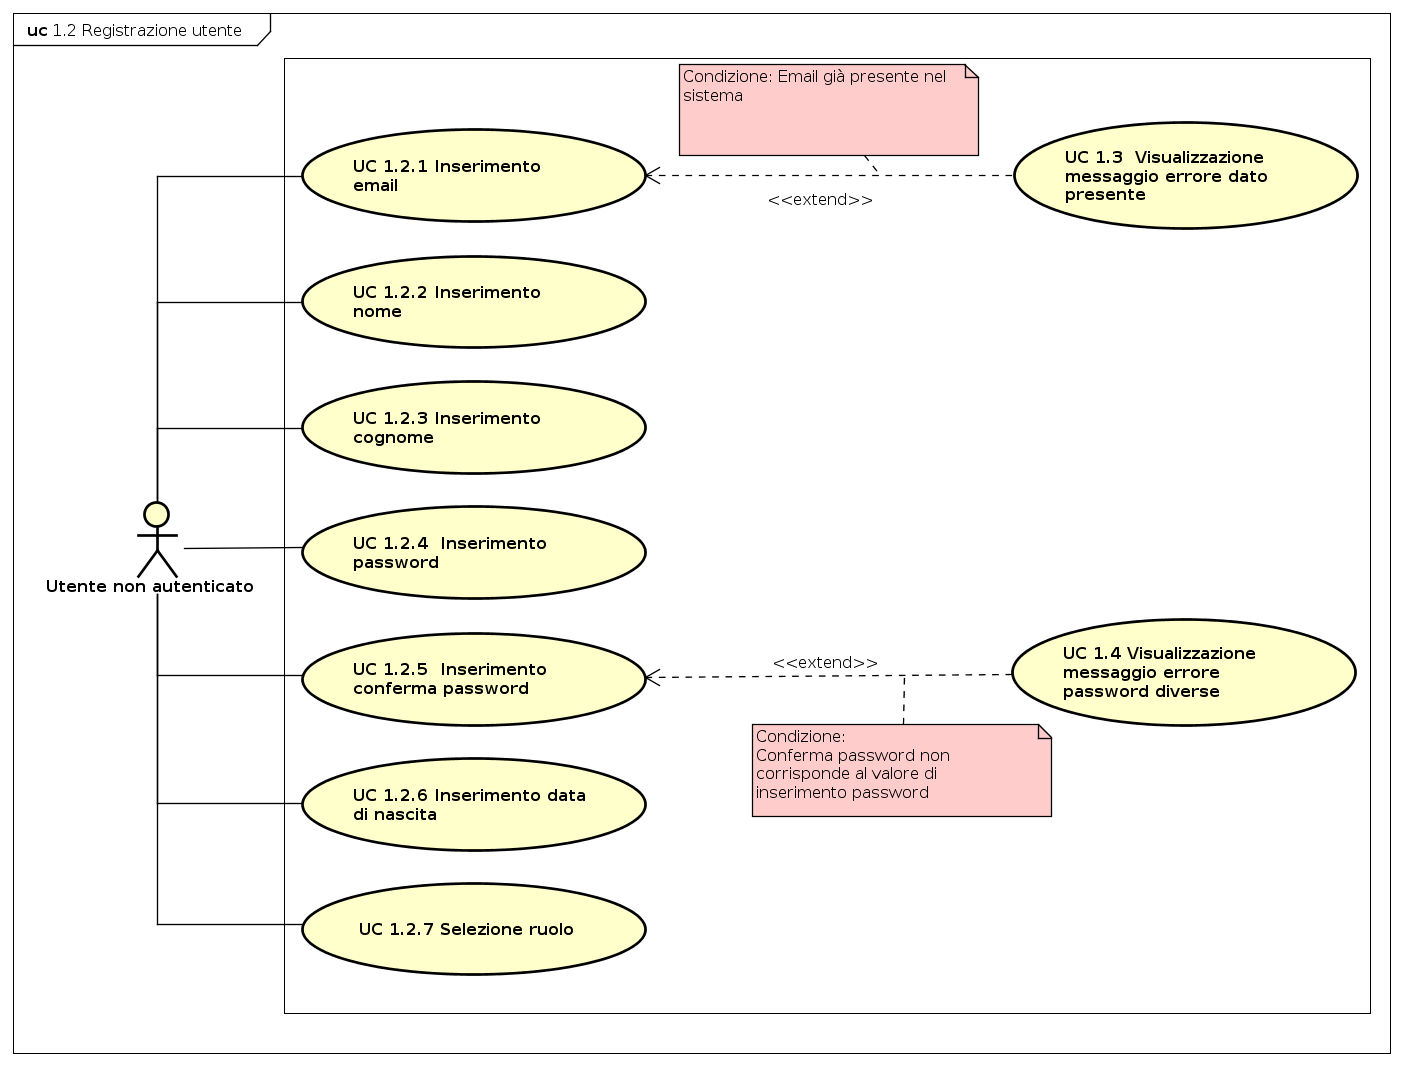 uc 1.2 Registrazione utente
Condizione: Email già presente nel
sistema
UC 1.2.1 Inserimento
email
<<extend>>
UC 1.3  Visualizzazione
messaggio errore dato
presente
UC 1.2.2 Inserimento
nome
UC 1.2.3 Inserimento
cognome
UC 1.2.4  Inserimento
password
Utente non autenticato
UC 1.2.5  Inserimento
conferma password
<<extend>>
UC 1.4 Visualizzazione
messaggio errore
password diverse
Condizione:
Conferma password non
corrisponde al valore di
inserimento password
UC 1.2.6 Inserimento data
di nascita
UC 1.2.7 Selezione ruolo